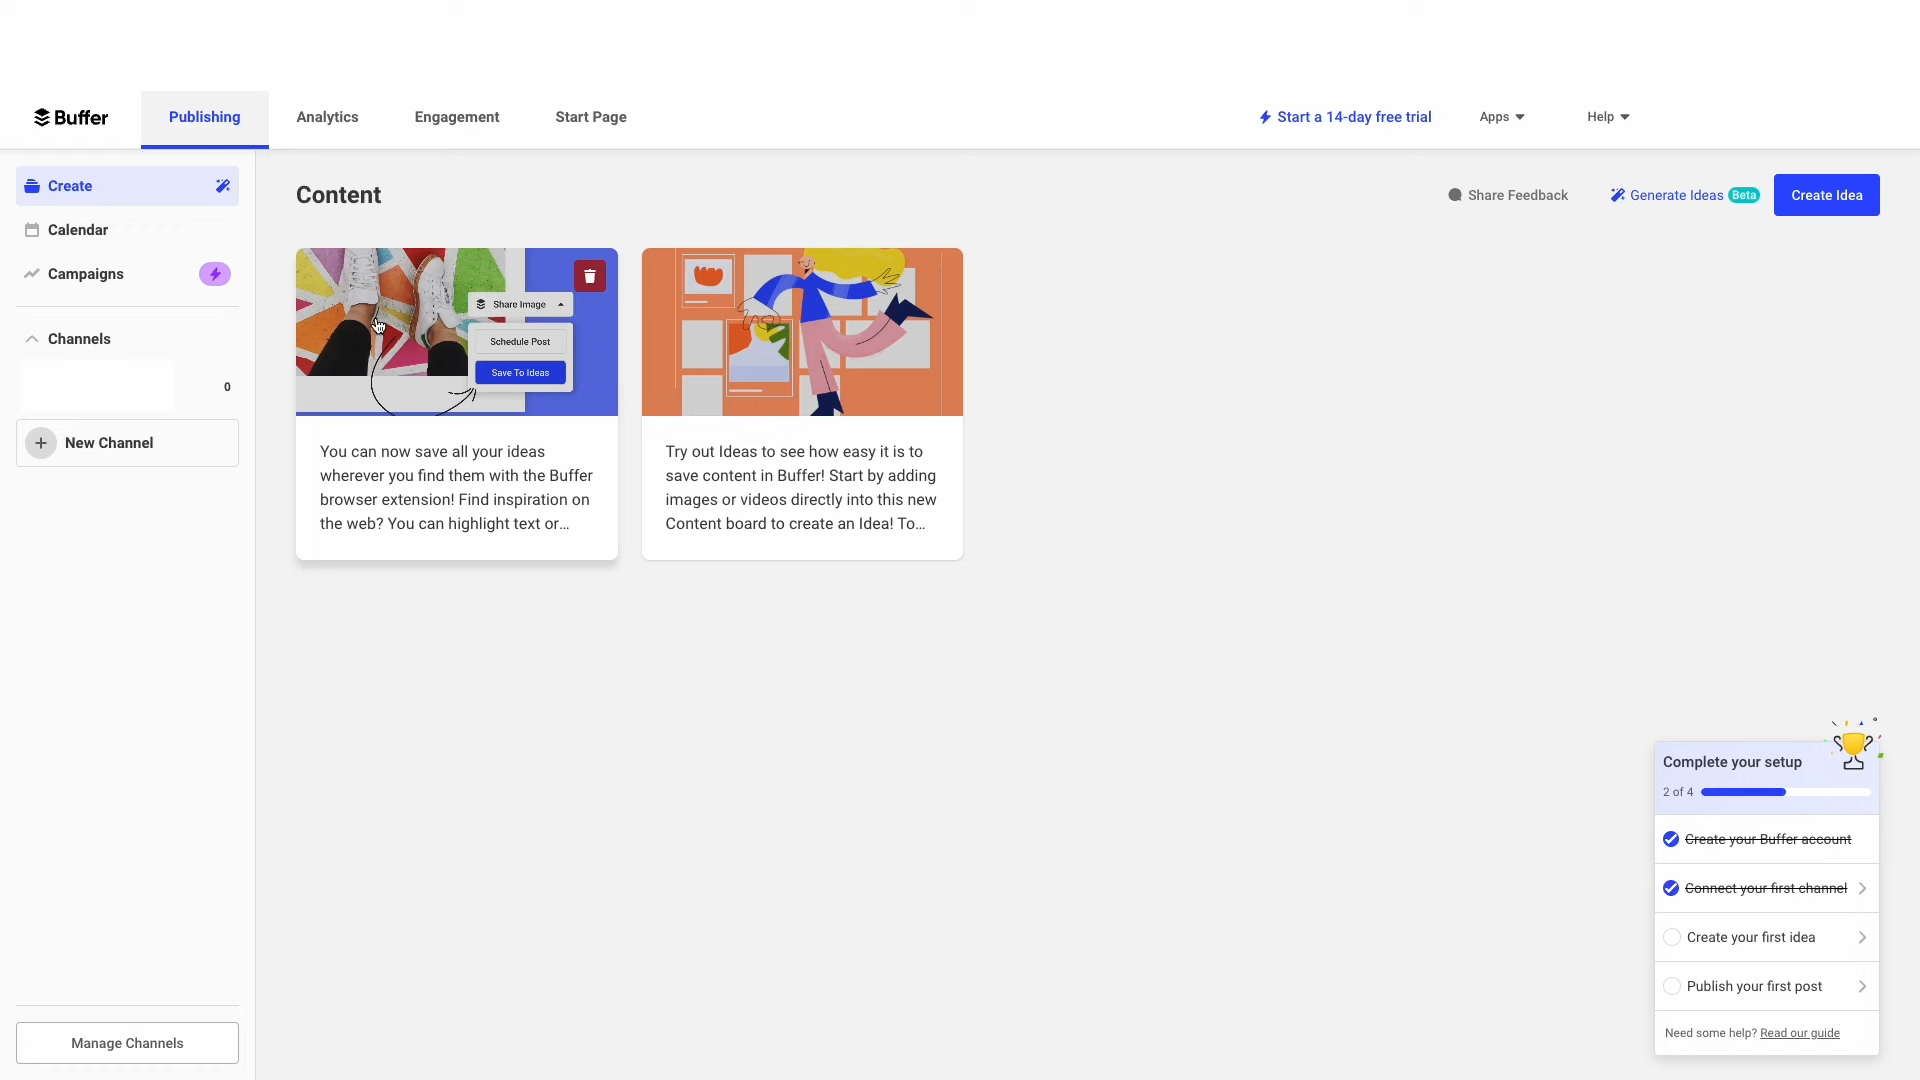 Buffer
Publishing
Analytics
Engagement
Start Page
Start a 14-day free trial
Apps
Help
Create
Calendar
Campaigns
Channels
0
New Channel
Manage Channels
Content
Share Feedback
Generate Ideas Beta
Create Idea
Share Image
Schedule Post
Save To Ideas
You can now save all your ideas
wherever you find them with the Buffer
browser extension! Find inspiration on
the web? You can highlight text or...
Try out Ideas to see how easy it is to
save content in Buffer! Start by adding
images or videos directly into this new
Content board to create an Idea! To...
Complete your setup
2 of 4
Create your Buffer account
Connect your first channel
Create your first idea
Publish your first post
Need some help? Read our guide